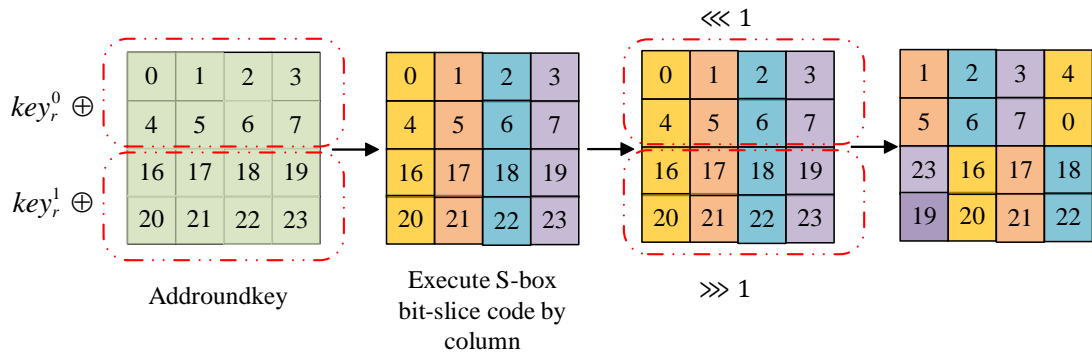 ⋘ 1
key_r^0 ⊕
0 1 2 3
4 5 6 7
key_r^1 ⊕
16 17 18 19
20 21 22 23
Addroundkey
0 1 2 3
4 5 6 7
16 17 18 19
20 21 22 23
Execute S-box
bit-slice code by
column
0 1 2 3
4 5 6 7
16 17 18 19
20 21 22 23
⋙ 1
1 2 3 4
5 6 7 0
23 16 17 18
19 20 21 22